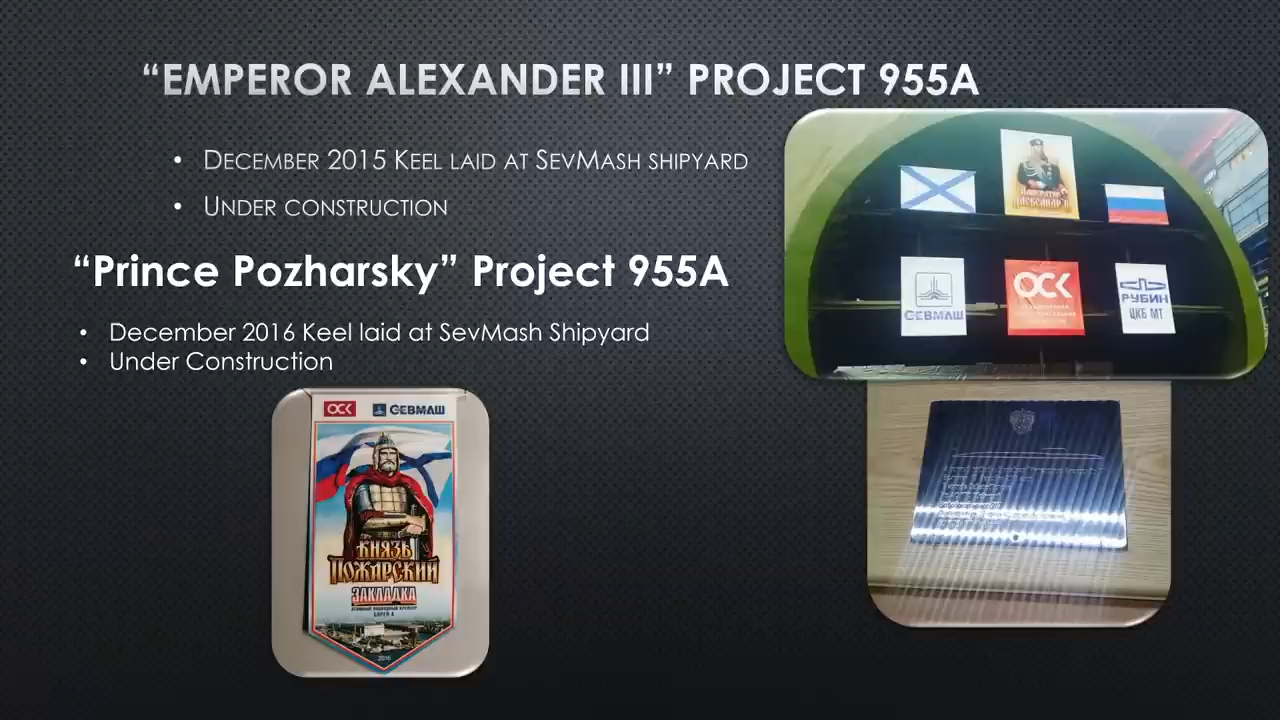 “EMPEROR ALEXANDER III” PROJECT 955A
• DECEMBER 2015 KEEL LAID AT SEVMASH SHIPYARD
• UNDER CONSTRUCTION
“Prince Pozharsky” Project 955A
• December 2016 Keel laid at SevMash Shipyard
• Under Construction
СЕВМАШ
ОСК
РУБИН
ЦКБ МТ
ОСК СЕВМАШ
КНЯЗЬ
ПОЖАРСКИЙ
ЗАКЛАДКА
2016